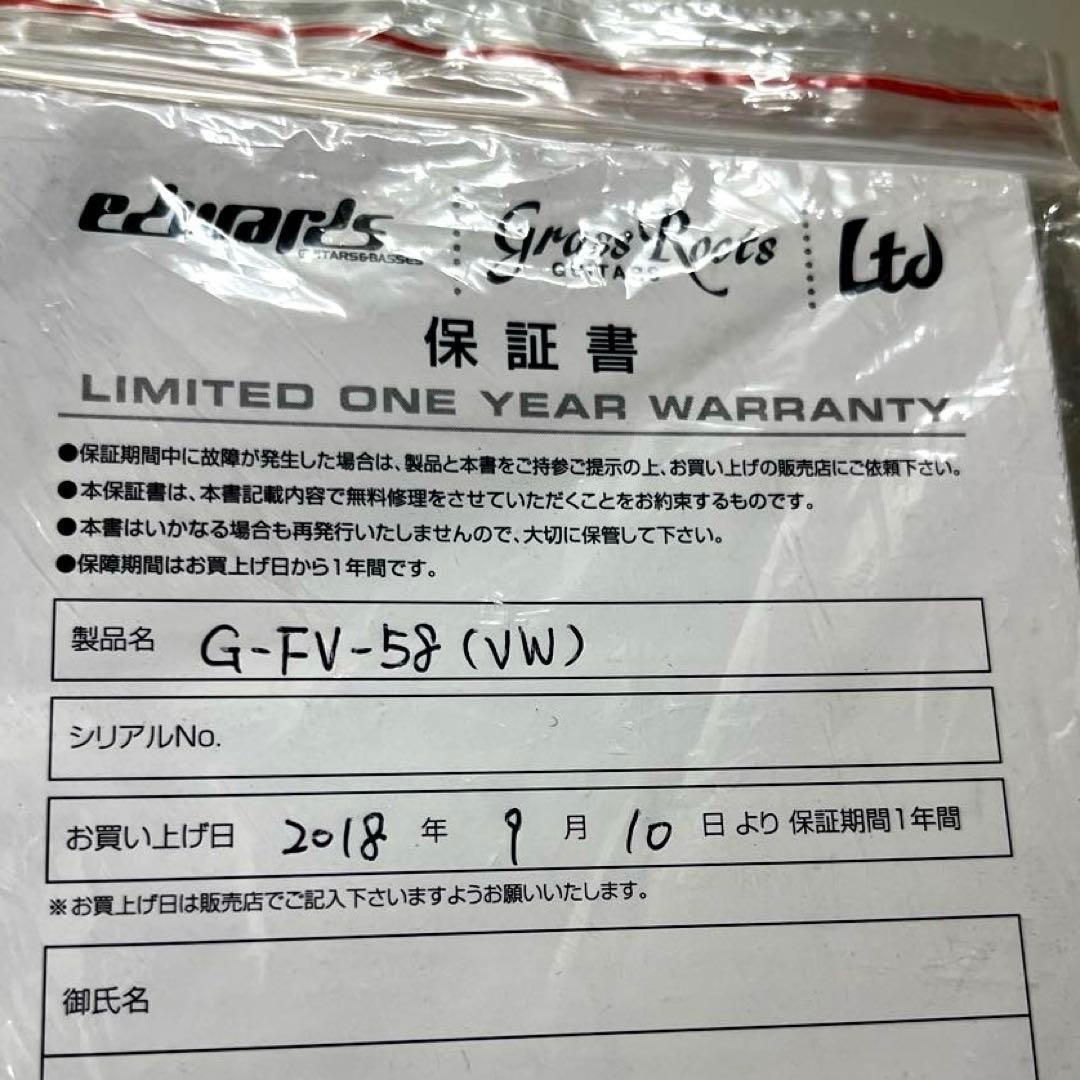 edwards GUITARS&BASSES Grass Roots GUITARS Ltd
保証書
LIMITED ONE YEAR WARRANTY
●保証期間中に故障が発生した場合は、製品と本書をご持参ご提示の上、お買い上げの販売店にご依頼下さい。
●本保証書は、本書記載内容で無料修理をさせていただくことをお約束するものです。
●本書はいかなる場合も再発行いたしませんので、大切に保管して下さい。
●保障期間はお買上げ日から1年間です。
製品名 G-FV-58(VW)
シリアルNo.
お買い上げ日 2018年 9月 10日より 保証期間1年間
※お買上げ日は販売店でご記入下さいますようお願いいたします。
御氏名